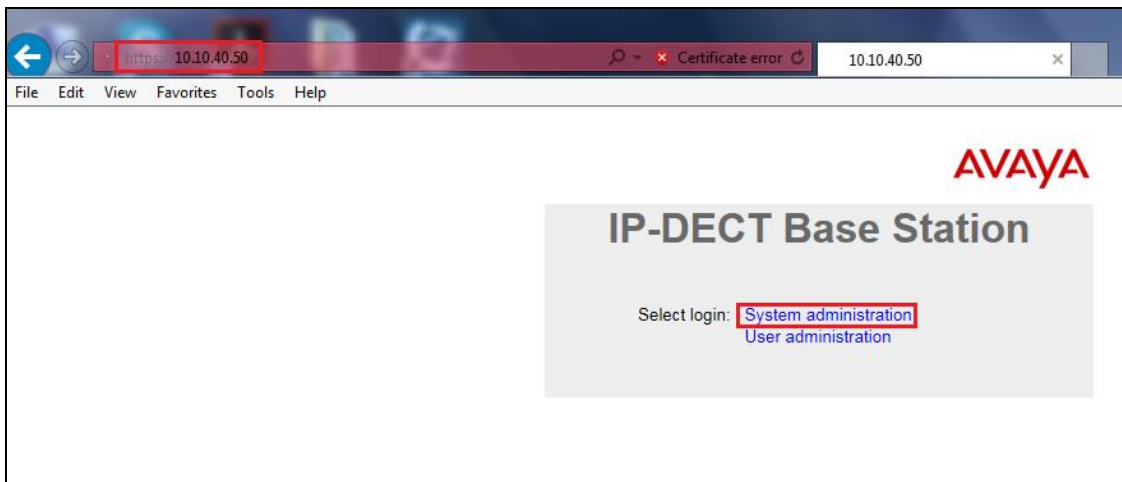 https://10.10.40.50
Certificate error
10.10.40.50
File Edit View Favorites Tools Help
AVAYA
IP-DECT Base Station
Select login: System administration
User administration